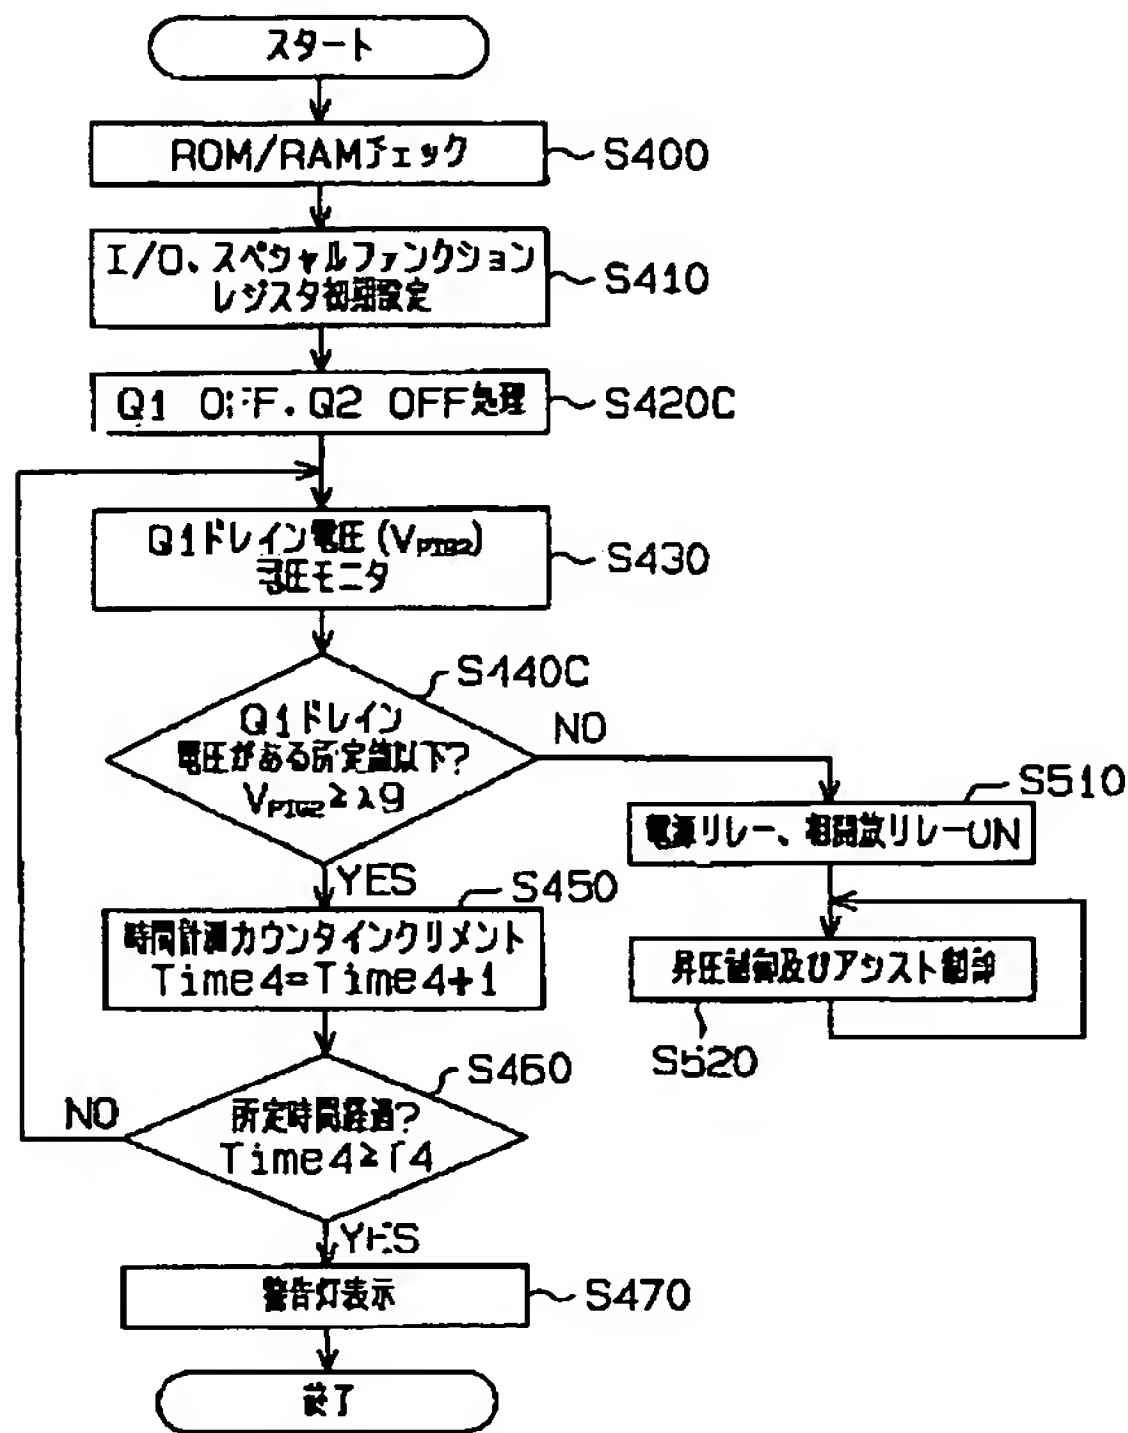 スタート
ROM/RAMチェック
S400
I/O、スペシャルファンクション
レジスタ初期設定
S410
Q1 OFF、Q2 OFF処理
S420C
Q1ドレイン電圧(VPIG2)
電圧モニタ
S430
S440C
Q1ドレイン
電圧がある所定値以下?
VPIG2≧λ9
NO
YES
S510
電源リレー、相開放リレーON
S450
時間計測カウンタインクリメント
Time4=Time4+1
昇圧制御及びアシスト制御
S520
S460
所定時間経過?
Time4≧T4
NO
YES
警告灯表示
S470
終了